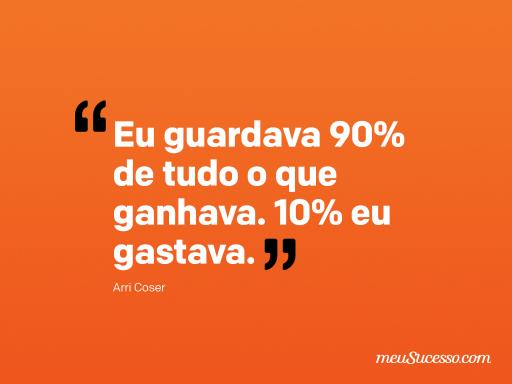 “Eu guardava 90%
de tudo o que
ganhava. 10% eu
gastava.”
Arri Coser
meuSucesso.com